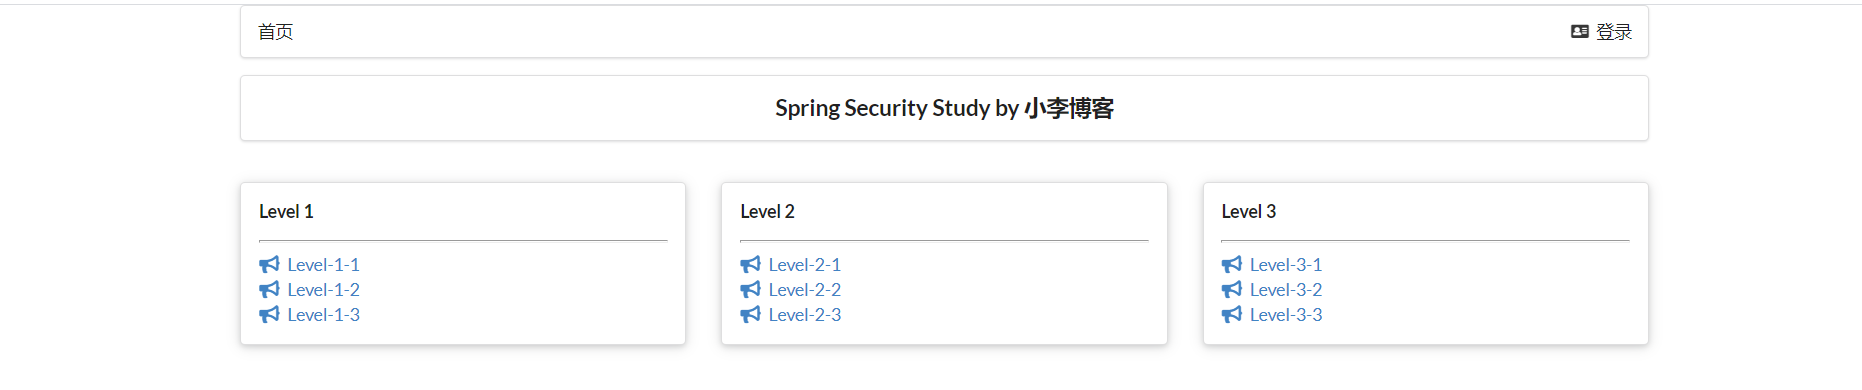 首页
登录
Spring Security Study by 小李博客
Level 1
Level-1-1
Level-1-2
Level-1-3
Level 2
Level-2-1
Level-2-2
Level-2-3
Level 3
Level-3-1
Level-3-2
Level-3-3